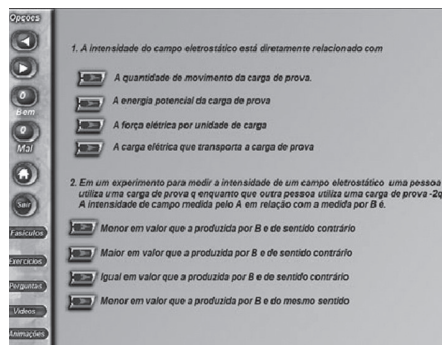 Opções
1. A intensidade do campo eletrostático está diretamente relacionado com
A quantidade de movimento da carga de prova.
A energia potencial da carga de prova
A força elétrica por unidade de carga
A carga elétrica que transporta a carga de prova
0
Bem
0
Mal
2. Em um experimento para medir a intensidade de um campo eletrostático uma pessoa
utiliza uma carga de prova q enquanto que outra pessoa utiliza uma carga de prova -2q
A intensidade de campo medida pelo A em relação com a medida por B é.
Sair
Fasículos
Menor em valor que a produzida por B e de sentido contrário
Maior em valor que a produzida por B e de sentido contrário
Exercícios
Igual em valor que a produzida por B e de sentido contrário
Perguntas
Menor em valor que a produzida por B e do mesmo sentido
Videos
Animações